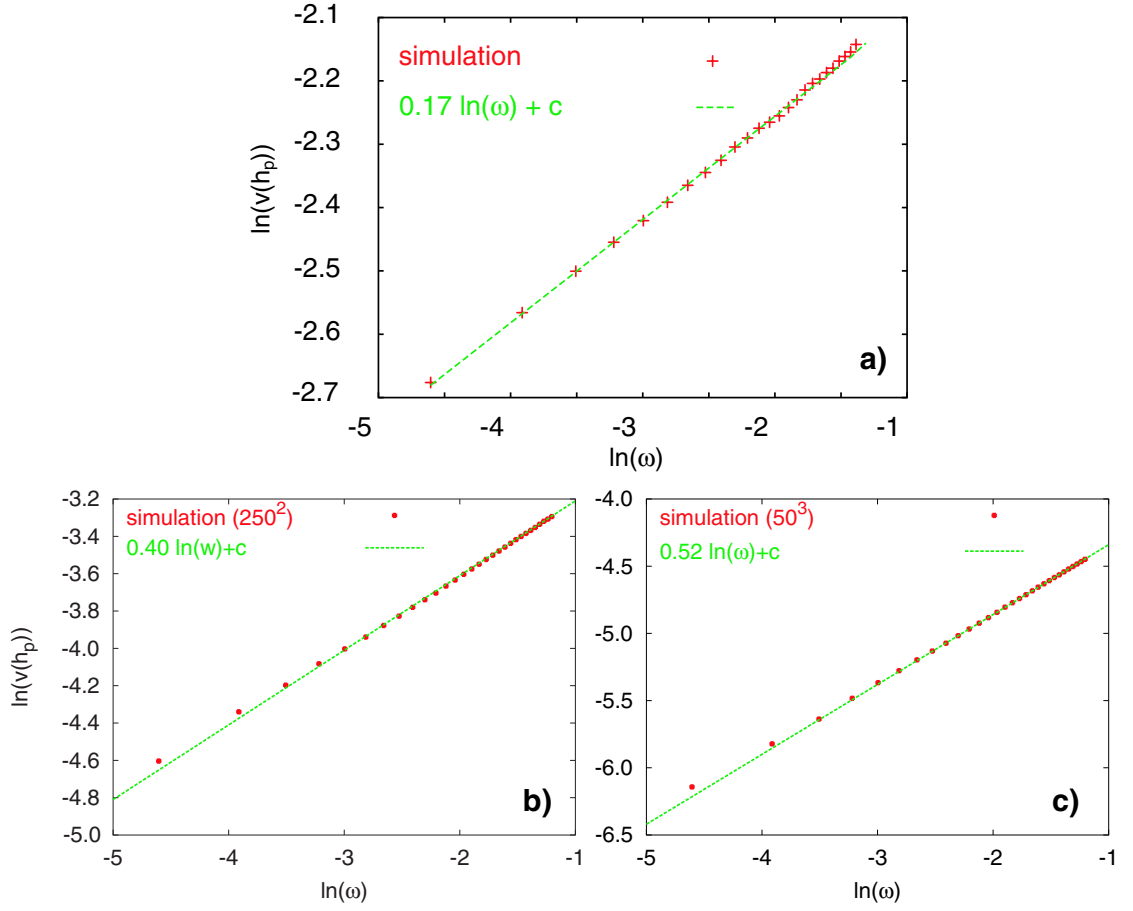 -2.1
-2.2
-2.3
-2.4
-2.5
-2.6
-2.7
ln(v(hₚ))
simulation
0.17 ln(ω) + c
a)
-5 -4 -3 -2 -1
ln(ω)
-3.2
-3.4
-3.6
-3.8
-4.0
-4.2
-4.4
-4.6
-4.8
-5.0
ln(v(hₚ))
simulation (250²)
0.40 ln(w)+c
b)
-5 -4 -3 -2 -1
ln(ω)
-4.0
-4.5
-5.0
-5.5
-6.0
-6.5
simulation (50³)
0.52 ln(ω)+c
c)
-5 -4 -3 -2 -1
ln(ω)